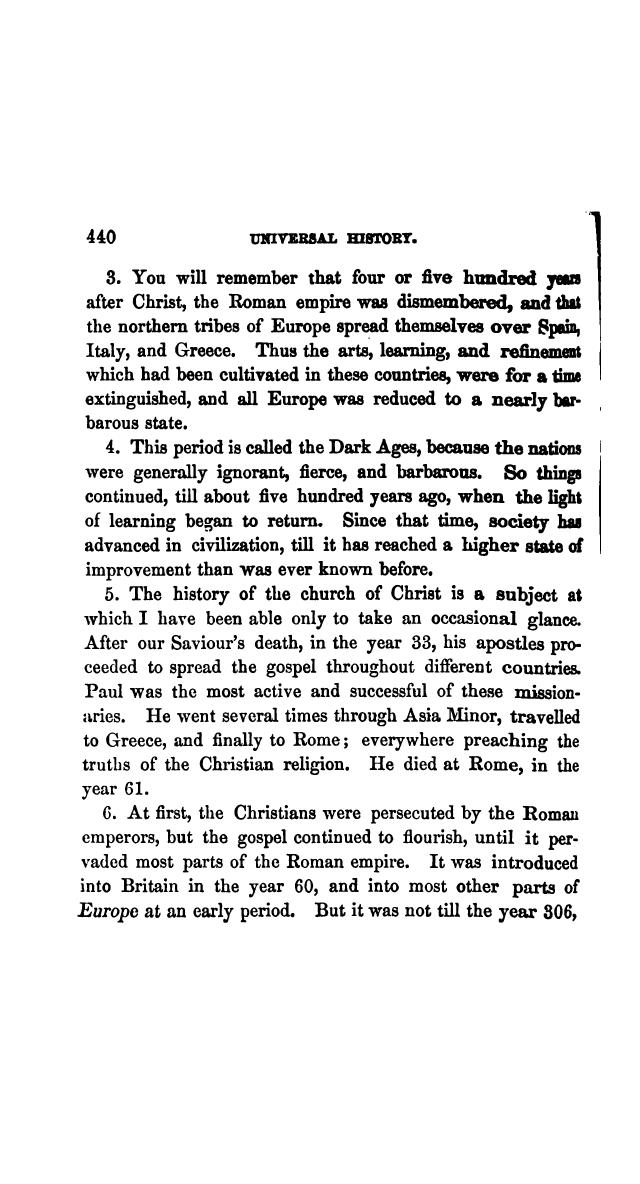 440 UNIVERSAL HISTORY.
3. You will remember that four or five hundred years
after Christ, the Roman empire was dismembered, and that
the northern tribes of Europe spread themselves over Spain,
Italy, and Greece. Thus the arts, learning, and refinement
which had been cultivated in these countries, were for a time
extinguished, and all Europe was reduced to a nearly bar-
barous state.
4. This period is called the Dark Ages, because the nations
were generally ignorant, fierce, and barbarous. So things
continued, till about five hundred years ago, when the light
of learning began to return. Since that time, society has
advanced in civilization, till it has reached a higher state of
improvement than was ever known before.
5. The history of the church of Christ is a subject at
which I have been able only to take an occasional glance.
After our Saviour's death, in the year 33, his apostles pro-
ceeded to spread the gospel throughout different countries.
Paul was the most active and successful of these mission-
aries. He went several times through Asia Minor, travelled
to Greece, and finally to Rome; everywhere preaching the
truths of the Christian religion. He died at Rome, in the
year 61.
6. At first, the Christians were persecuted by the Roman
emperors, but the gospel continued to flourish, until it per-
vaded most parts of the Roman empire. It was introduced
into Britain in the year 60, and into most other parts of
Europe at an early period. But it was not till the year 306,